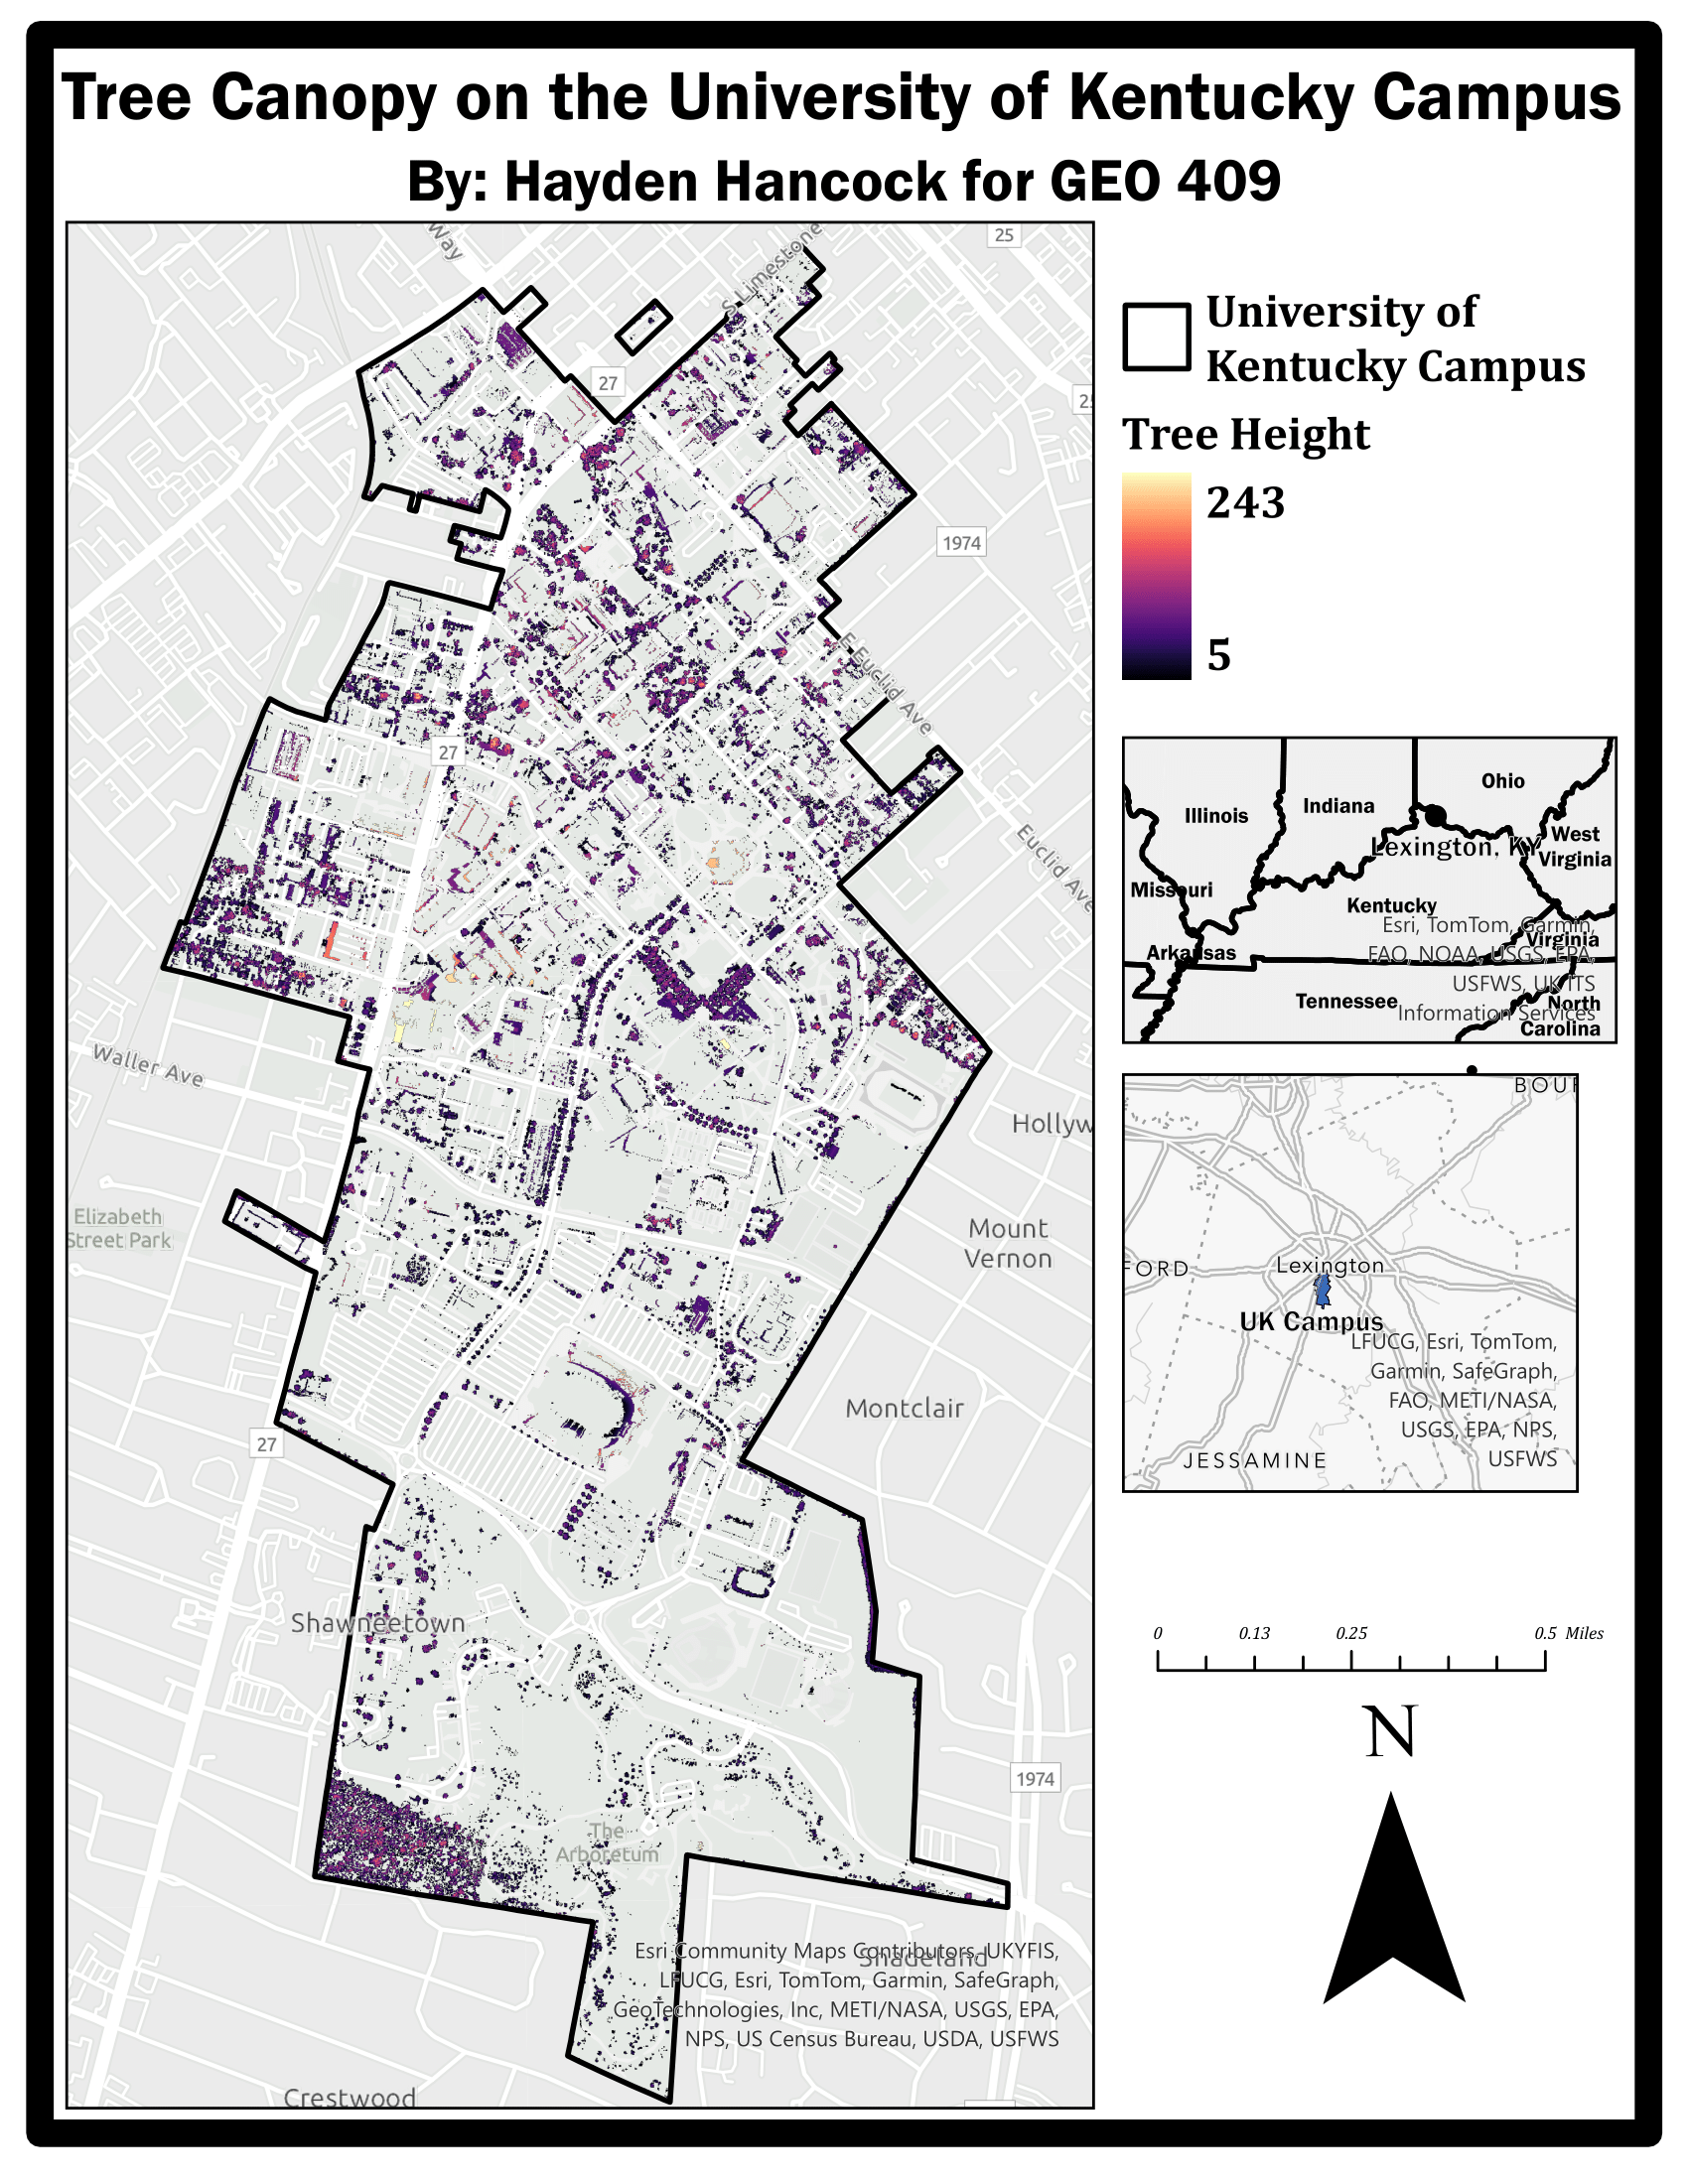 Tree Canopy on the University of Kentucky Campus
By: Hayden Hancock for GEO 409
Way
S Limestone
25
27
25
1974
E Euclid Ave
27
Euclid Ave
Waller Ave
Hollyw
Elizabeth
Street Park
Mount
Vernon
Montclair
27
Shawneetown
1974
The
Arboretum
Shadeland
Esri Community Maps Contributors, UKYFIS,
LFUCG, Esri, TomTom, Garmin, SafeGraph,
GeoTechnologies, Inc, METI/NASA, USGS, EPA,
NPS, US Census Bureau, USDA, USFWS
Crestwood
University of
Kentucky Campus
Tree Height
243
5
Ohio
Indiana
Illinois
West
Virginia
Lexington, KY
Missouri
Kentucky
Virginia
Arkansas
Tennessee
North
Carolina
Esri, TomTom, Garmin,
FAO, NOAA, USGS, EPA,
USFWS, UK ITS
Information Services
BOUR
FORD
Lexington
UK Campus
LFUCG, Esri, TomTom,
Garmin, SafeGraph,
FAO, METI/NASA,
USGS, EPA, NPS,
USFWS
JESSAMINE
0 0.13 0.25 0.5 Miles
N